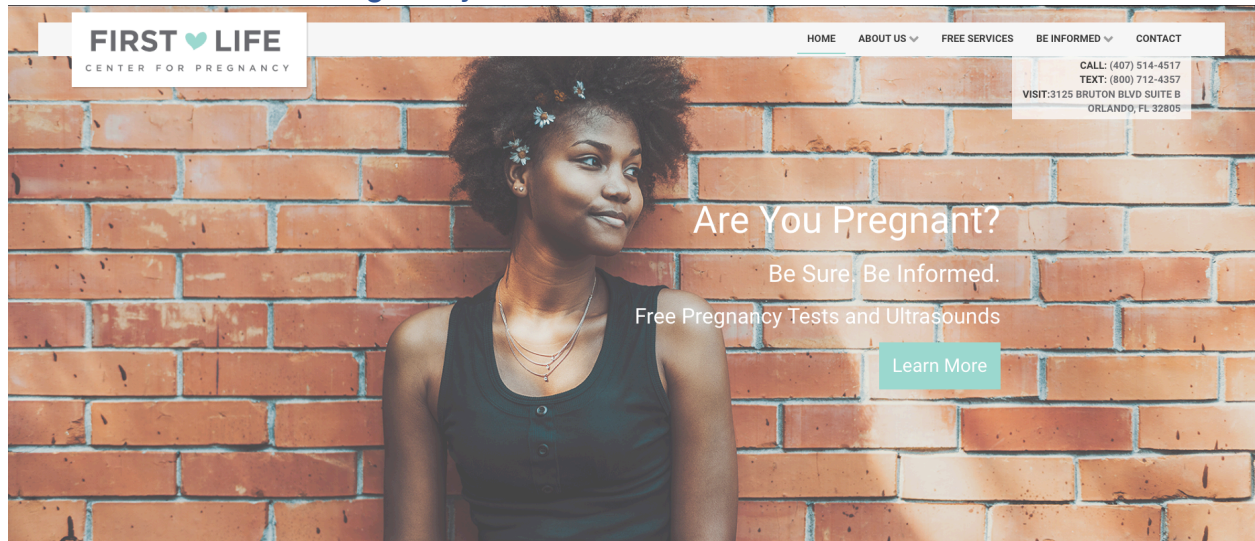 FIRST LIFE
CENTER FOR PREGNANCY
HOME ABOUT US FREE SERVICES BE INFORMED CONTACT
CALL: (407) 514-4517
TEXT: (800) 712-4357
VISIT:3125 BRUTON BLVD SUITE B
ORLANDO, FL 32805
Are You Pregnant?
Be Sure. Be Informed.
Free Pregnancy Tests and Ultrasounds
Learn More